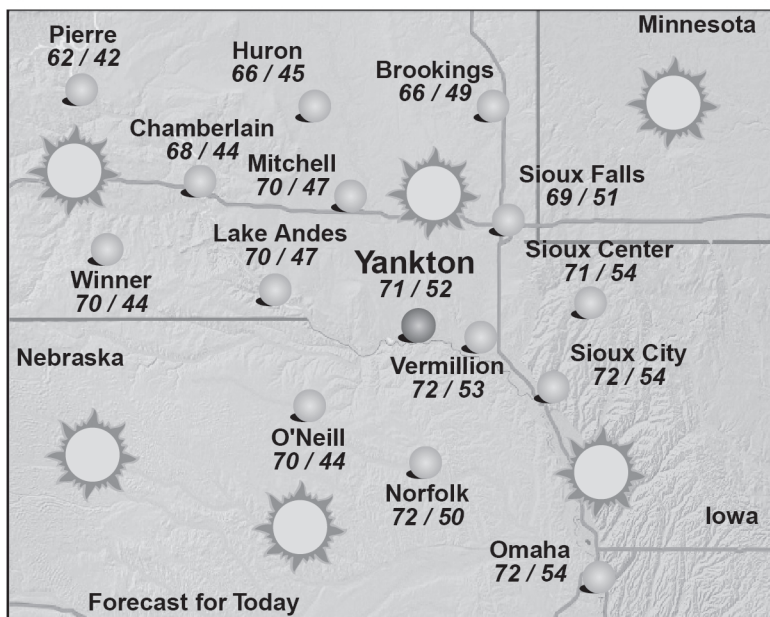 Minnesota
Pierre
62 / 42
Huron
66 / 45
Brookings
66 / 49
Chamberlain
68 / 44
Mitchell
70 / 47
Sioux Falls
69 / 51
Lake Andes
70 / 47
Yankton
71 / 52
Sioux Center
71 / 54
Winner
70 / 44
Nebraska
Vermillion
72 / 53
Sioux City
72 / 54
O'Neill
70 / 44
Norfolk
72 / 50
Iowa
Omaha
72 / 54
Forecast for Today